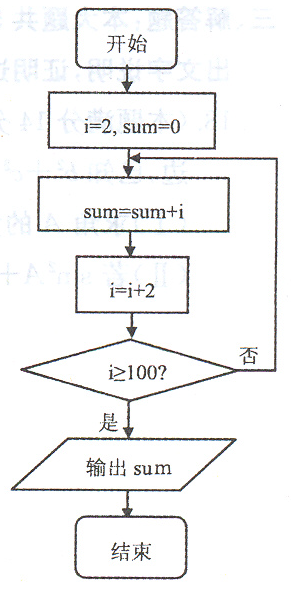 开始
i=2, sum=0
sum=sum+i
i=i+2
i≥100?
否
是
输出 sum
结束